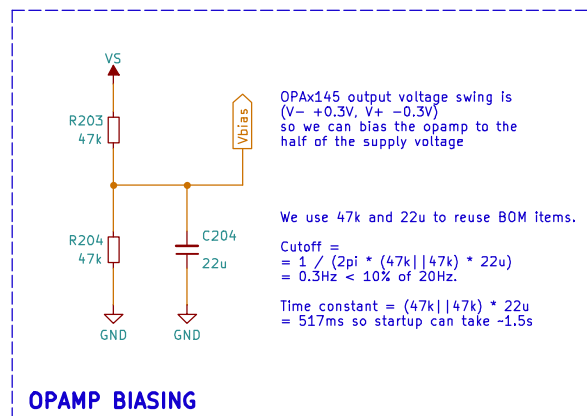 VS
R203
47k
Vbias
R204
47k
C204
22u
GND
GND
OPAx145 output voltage swing is
(V- +0.3V, V+ -0.3V)
so we can bias the opamp to the
half of the supply voltage
We use 47k and 22u to reuse BOM items.
Cutoff =
= 1 / (2pi * (47k||47k) * 22u)
= 0.3Hz < 10% of 20Hz.
Time constant = (47k||47k) * 22u
= 517ms so startup can take ~1.5s
OPAMP BIASING